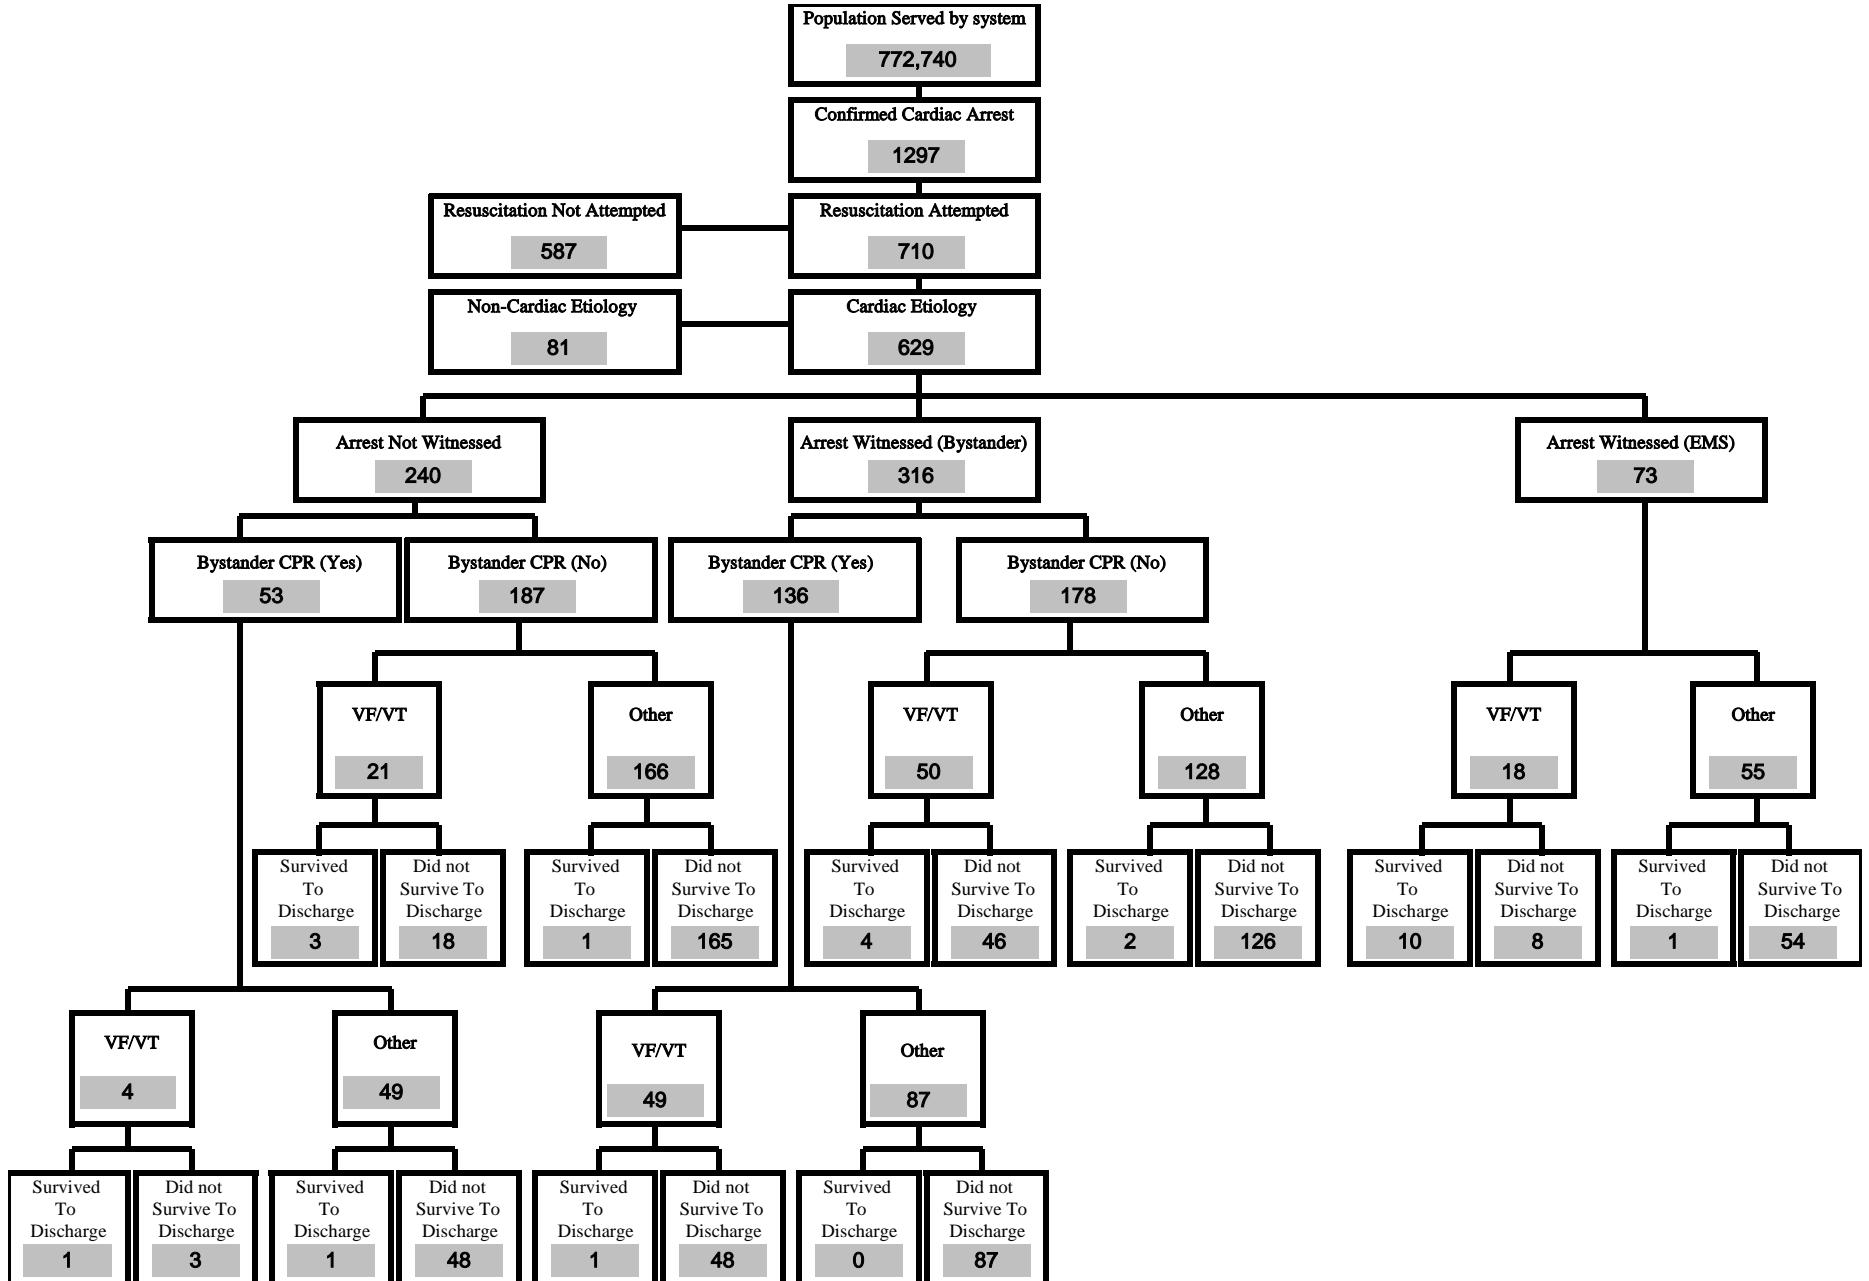 Population Served by system
772,740
Confirmed Cardiac Arrest
1297
Resuscitation Not Attempted
587
Resuscitation Attempted
710
Non-Cardiac Etiology
81
Cardiac Etiology
629
Arrest Not Witnessed
240
Arrest Witnessed (Bystander)
316
Arrest Witnessed (EMS)
73
Bystander CPR (Yes)
53
Bystander CPR (No)
187
Bystander CPR (Yes)
136
Bystander CPR (No)
178
VF/VT
21
Other
166
VF/VT
50
Other
128
VF/VT
18
Other
55
Survived
To
Discharge
3
Did not
Survive To
Discharge
18
Survived
To
Discharge
1
Did not
Survive To
Discharge
165
Survived
To
Discharge
4
Did not
Survive To
Discharge
46
Survived
To
Discharge
2
Did not
Survive To
Discharge
126
Survived
To
Discharge
10
Did not
Survive To
Discharge
8
Survived
To
Discharge
1
Did not
Survive To
Discharge
54
VF/VT
4
Other
49
VF/VT
49
Other
87
Survived
To
Discharge
1
Did not
Survive To
Discharge
3
Survived
To
Discharge
1
Did not
Survive To
Discharge
48
Survived
To
Discharge
1
Did not
Survive To
Discharge
48
Survived
To
Discharge
0
Did not
Survive To
Discharge
87